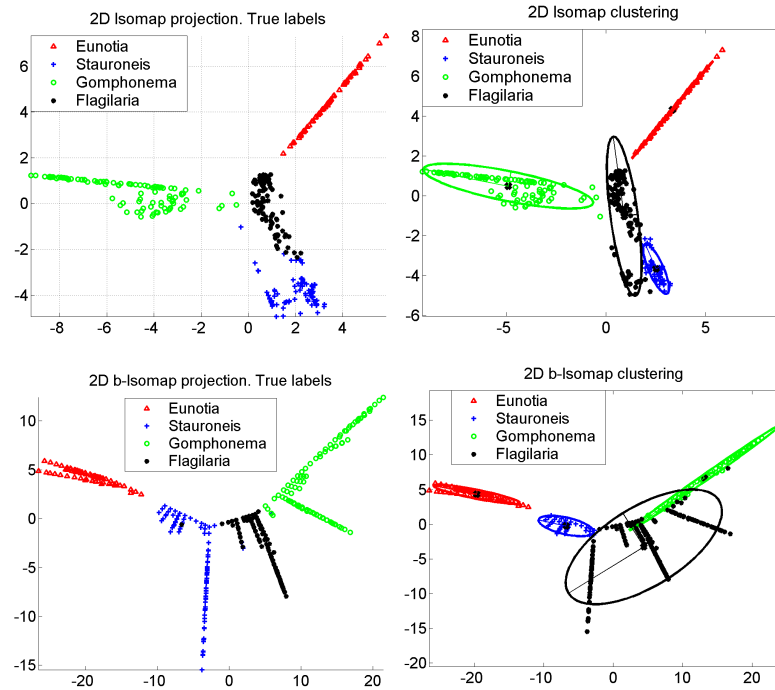 2D Isomap projection. True labels
Eunotia
Stauroneis
Gomphonema
Flagilaria
6
4
2
0
-2
-4
-8 -6 -4 -2 0 2 4
2D Isomap clustering
Eunotia
Stauroneis
Gomphonema
Flagilaria
8
6
4
2
0
-2
-4
-6
-5 0 5
2D b-Isomap projection. True labels
Eunotia
Stauroneis
Gomphonema
Flagilaria
10
5
0
-5
-10
-15
-20 -10 0 10 20
2D b-Isomap clustering
Eunotia
Stauroneis
Gomphonema
Flagilaria
15
10
5
0
-5
-10
-15
-20
-20 -10 0 10 20